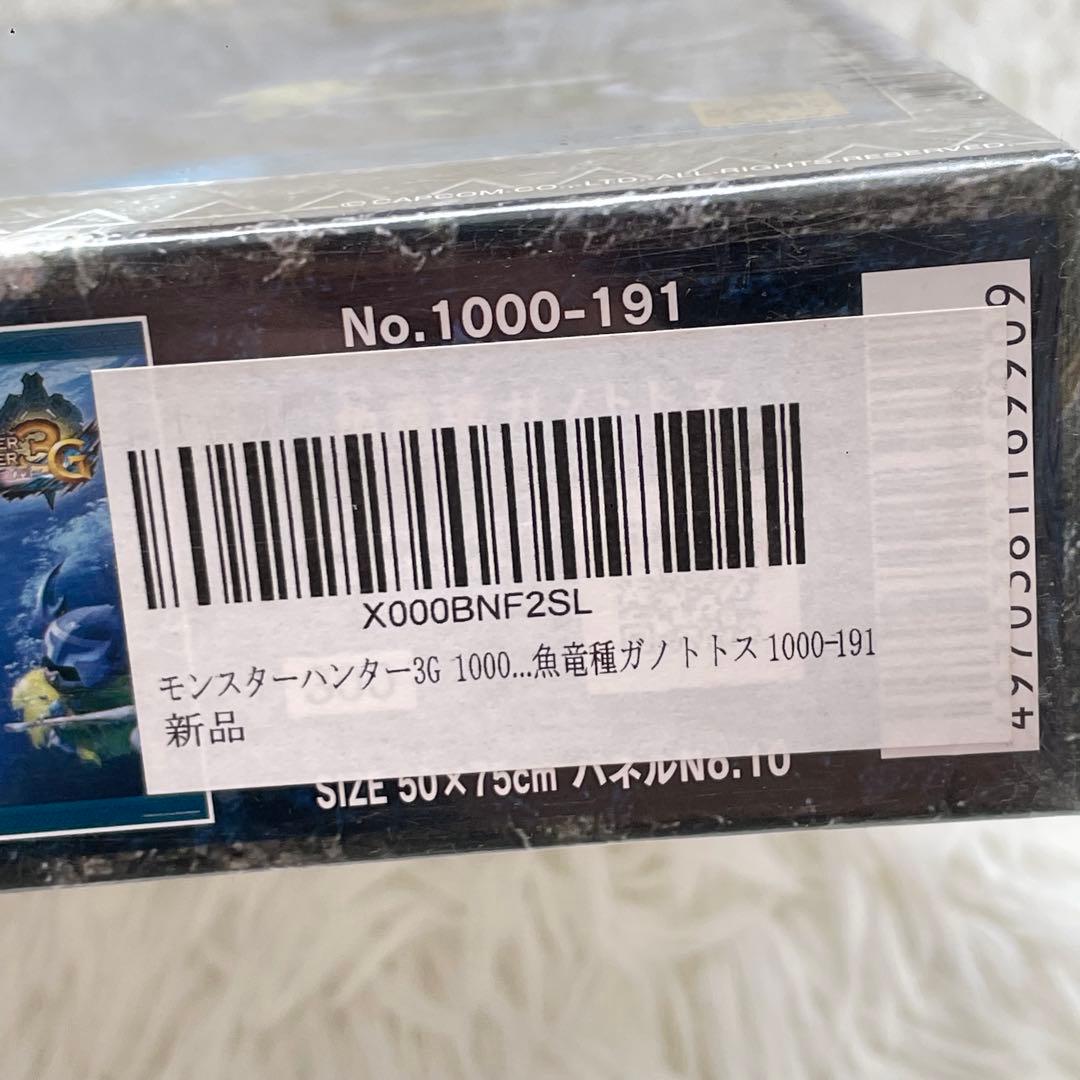 ©CAPCOM CO., LTD. ALL RIGHTS RESERVED.
No.1000-191
3G
X000BNF2SL
モンスターハンター3G 1000...魚竜種ガノトトス 1000-191
新品
SIZE 50×75cm パネルNo.10